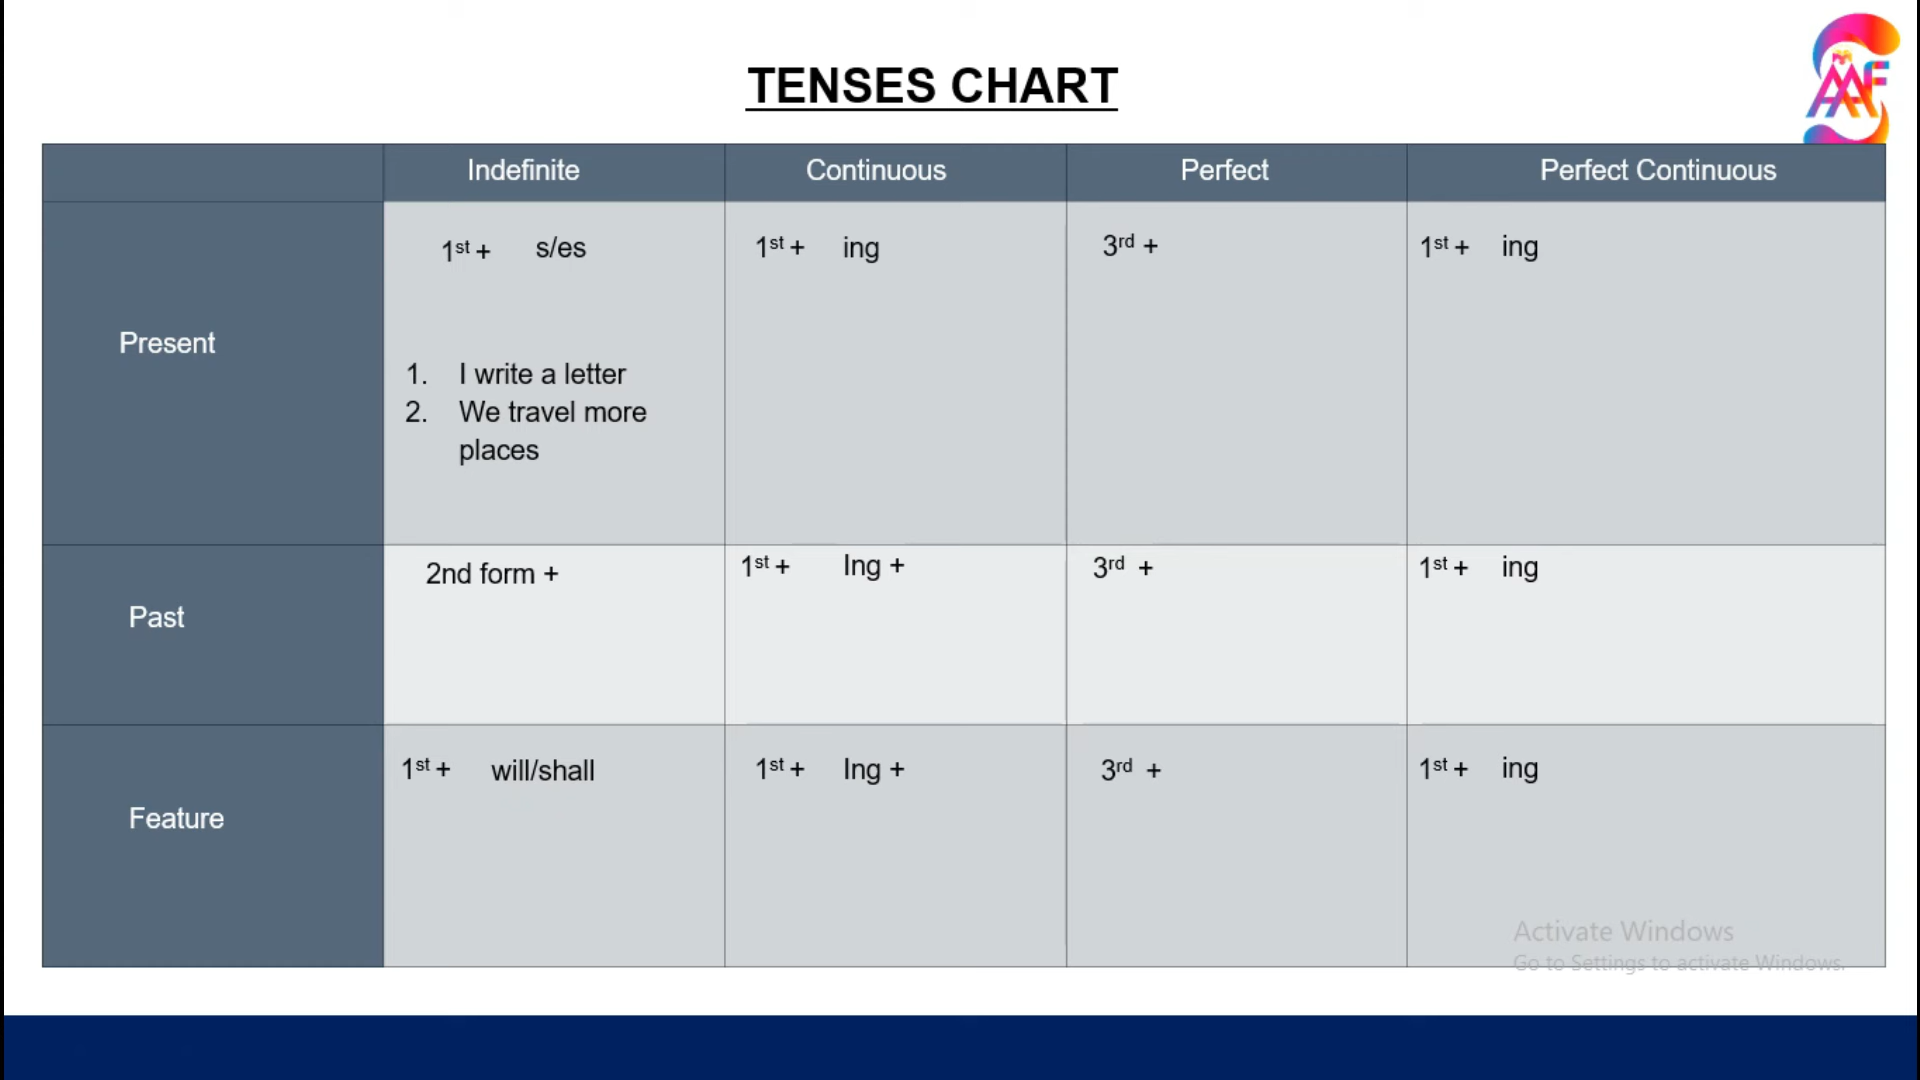 TENSES CHART
Indefinite Continuous Perfect Perfect Continuous
Present
1st + s/es
1st + ing
3rd +
1st + ing
1. I write a letter
2. We travel more
places
Past
2nd form +
1st + Ing +
3rd +
1st + ing
Feature
1st + will/shall
1st + Ing +
3rd +
1st + ing
Activate Windows
Go to Settings to activate Windows.